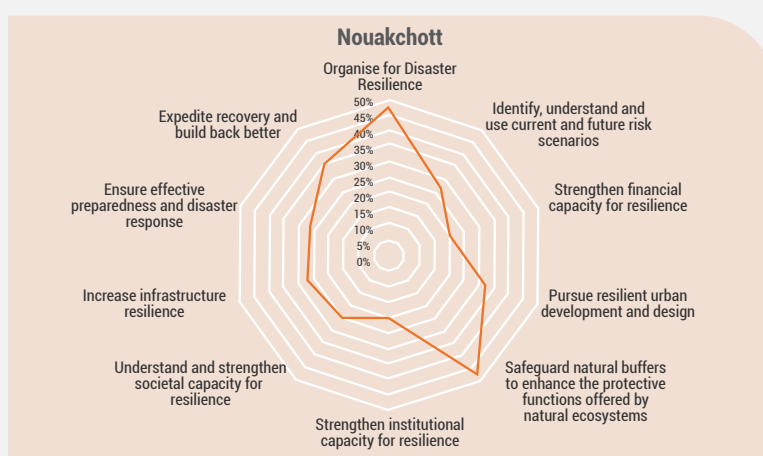 Nouakchott
Organise for Disaster
Resilience
Identify, understand and
use current and future risk
scenarios
Strengthen financial
capacity for resilience
Pursue resilient urban
development and design
Safeguard natural buffers
to enhance the protective
functions offered by
natural ecosystems
Strengthen institutional
capacity for resilience
Understand and strengthen
societal capacity for
resilience
Increase infrastructure
resilience
Ensure effective
preparedness and disaster
response
Expedite recovery and
build back better
50%
45%
40%
35%
30%
25%
20%
15%
10%
5%
0%